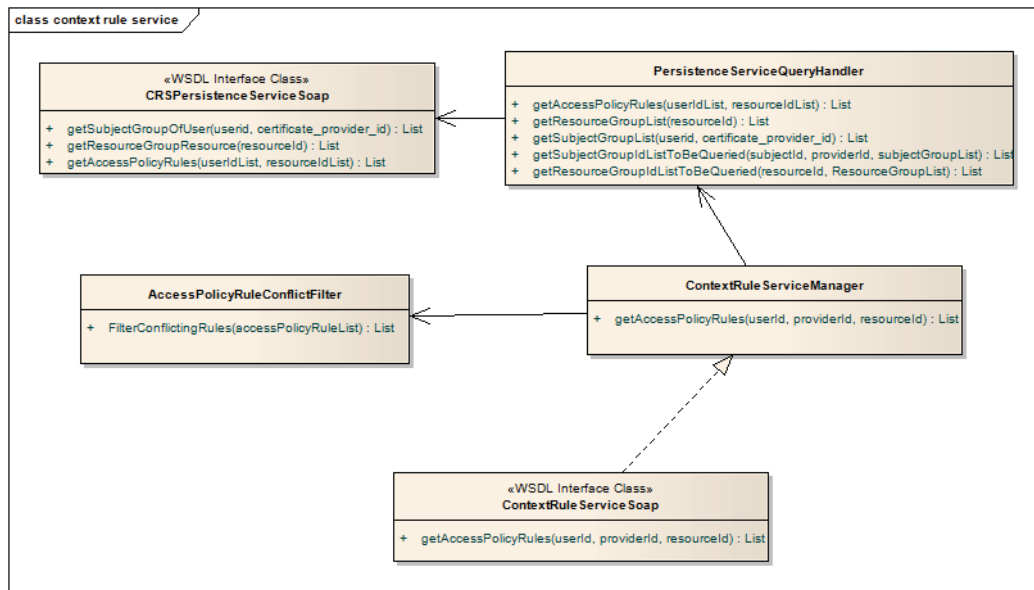 class context rule service
«WSDL Interface Class»
CRSPersistenceServiceSoap
+ getSubjectGroupOfUser(userid, certificate_provider_id) : List
+ getResourceGroupResource(resourceId) : List
+ getAccessPolicyRules(userIdList, resourceIdList) : List
PersistenceServiceQueryHandler
+ getAccessPolicyRules(userIdList, resourceIdList) : List
+ getResourceGroupList(resourceId) : List
+ getSubjectGroupList(userid, certificate_provider_id) : List
+ getSubjectGroupIdListToBeQueried(subjectId, providerId, subjectGroupList) : List
+ getResourceGroupIdListToBeQueried(resourceId, ResourceGroupList) : List
AccessPolicyRuleConflictFilter
+ FilterConflictingRules(accessPolicyRuleList) : List
ContextRuleServiceManager
+ getAccessPolicyRules(userId, providerId, resourceId) : List
«WSDL Interface Class»
ContextRuleServiceSoap
+ getAccessPolicyRules(userId, providerId, resourceId) : List